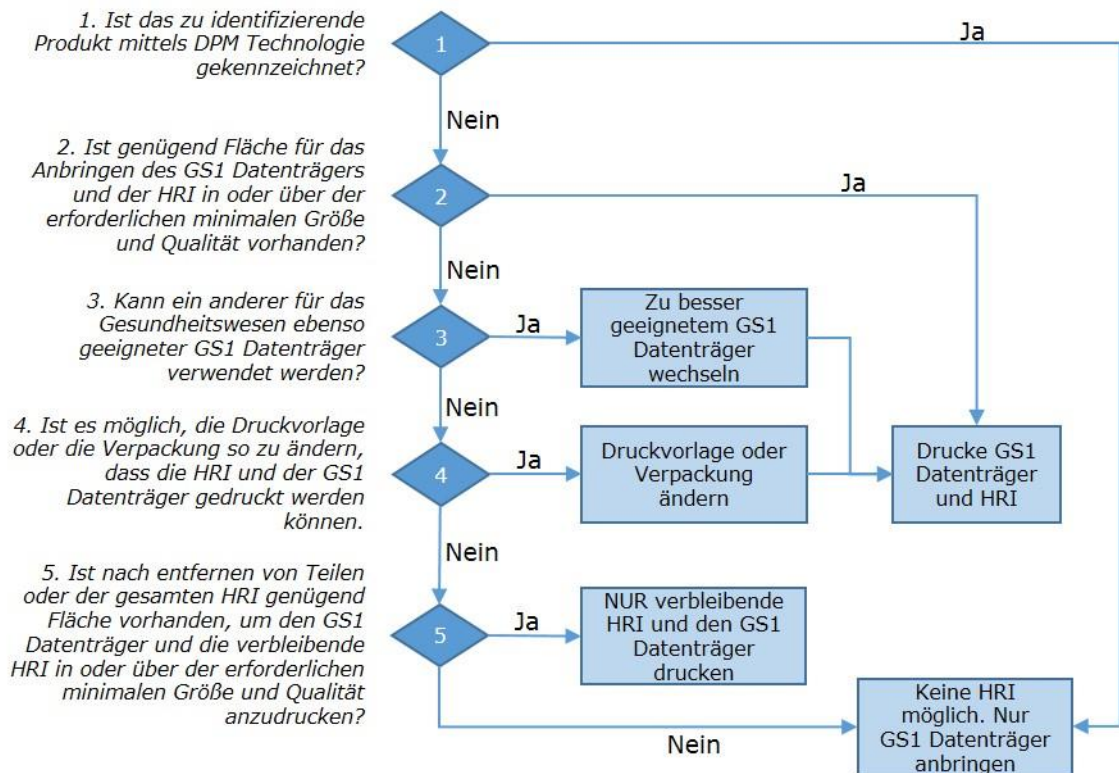 1. Ist das zu identifizierende
Produkt mittels DPM Technologie
gekennzeichnet?
1
Ja
Nein
2. Ist genügend Fläche für das
Anbringen des GS1 Datenträgers
und der HRI in oder über der
erforderlichen minimalen Größe
und Qualität vorhanden?
2
Ja
Nein
3. Kann ein anderer für das
Gesundheitswesen ebenso
geeigneter GS1 Datenträger
verwendet werden?
3
Ja
Zu besser
geeignetem GS1
Datenträger
wechseln
Nein
4. Ist es möglich, die Druckvorlage
oder die Verpackung so zu ändern,
dass die HRI und der GS1
Datenträger gedruckt werden
können.
4
Ja
Druckvorlage oder
Verpackung
ändern
Drucke GS1
Datenträger
und HRI
Nein
5. Ist nach entfernen von Teilen
oder der gesamten HRI genügend
Fläche vorhanden, um den GS1
Datenträger und die verbleibende
HRI in oder über der erforderlichen
minimalen Größe und Qualität
anzudrucken?
5
Ja
NUR verbleibende
HRI und den GS1
Datenträger
drucken
Nein
Keine HRI
möglich. Nur
GS1 Datenträger
anbringen